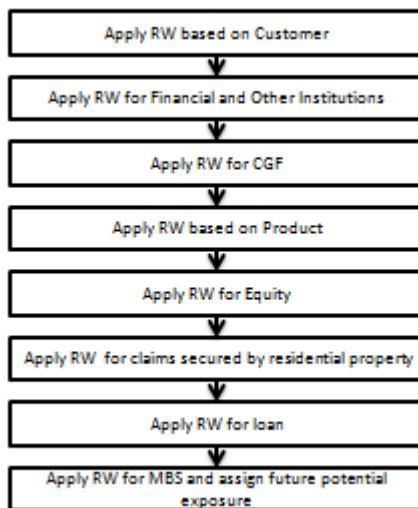 Apply RW based on Customer
Apply RW for Financial and Other Institutions
Apply RW for CGF
Apply RW based on Product
Apply RW for Equity
Apply RW for claims secured by residential property
Apply RW for loan
Apply RW for MBS and assign future potential
exposure